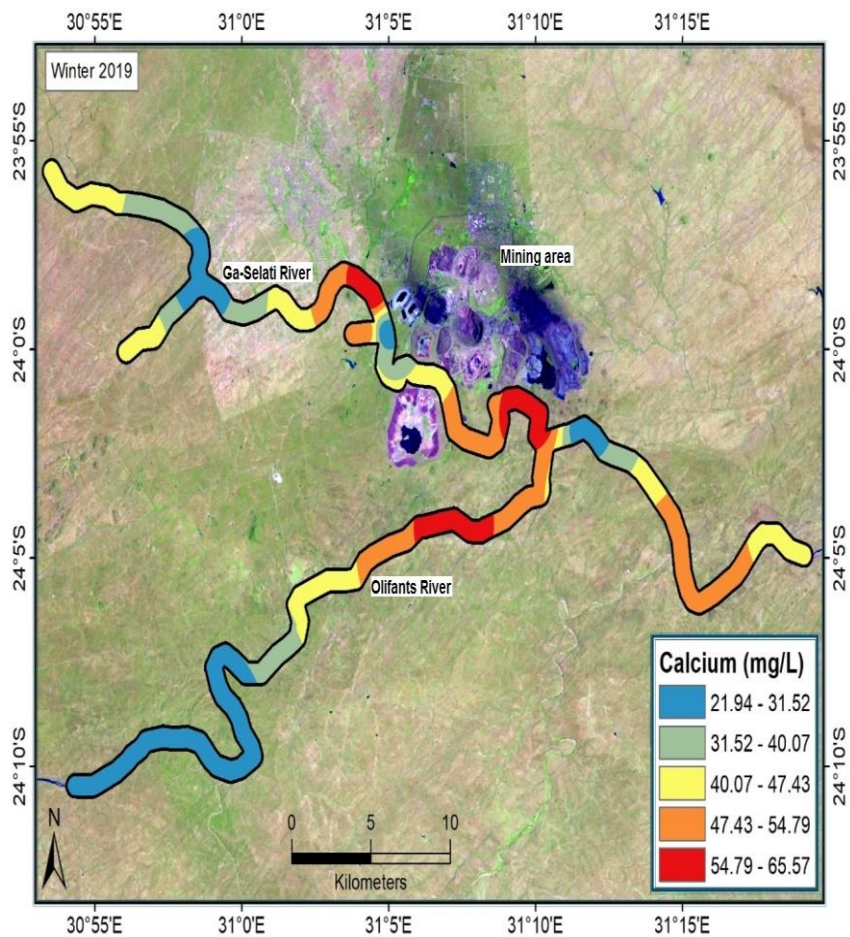 30°55'E 31°0'E 31°5'E 31°10'E 31°15'E
Winter 2019
23°55'S 23°55'S
Mining area
Ga-Selati River
24°0'S 24°0'S
24°5'S 24°5'S
Olifants River
Calcium (mg/L)
21.94 - 31.52
31.52 - 40.07
40.07 - 47.43
47.43 - 54.79
54.79 - 65.57
24°10'S 24°10'S
N
0 5 10
Kilometers
30°55'E 31°0'E 31°5'E 31°10'E 31°15'E